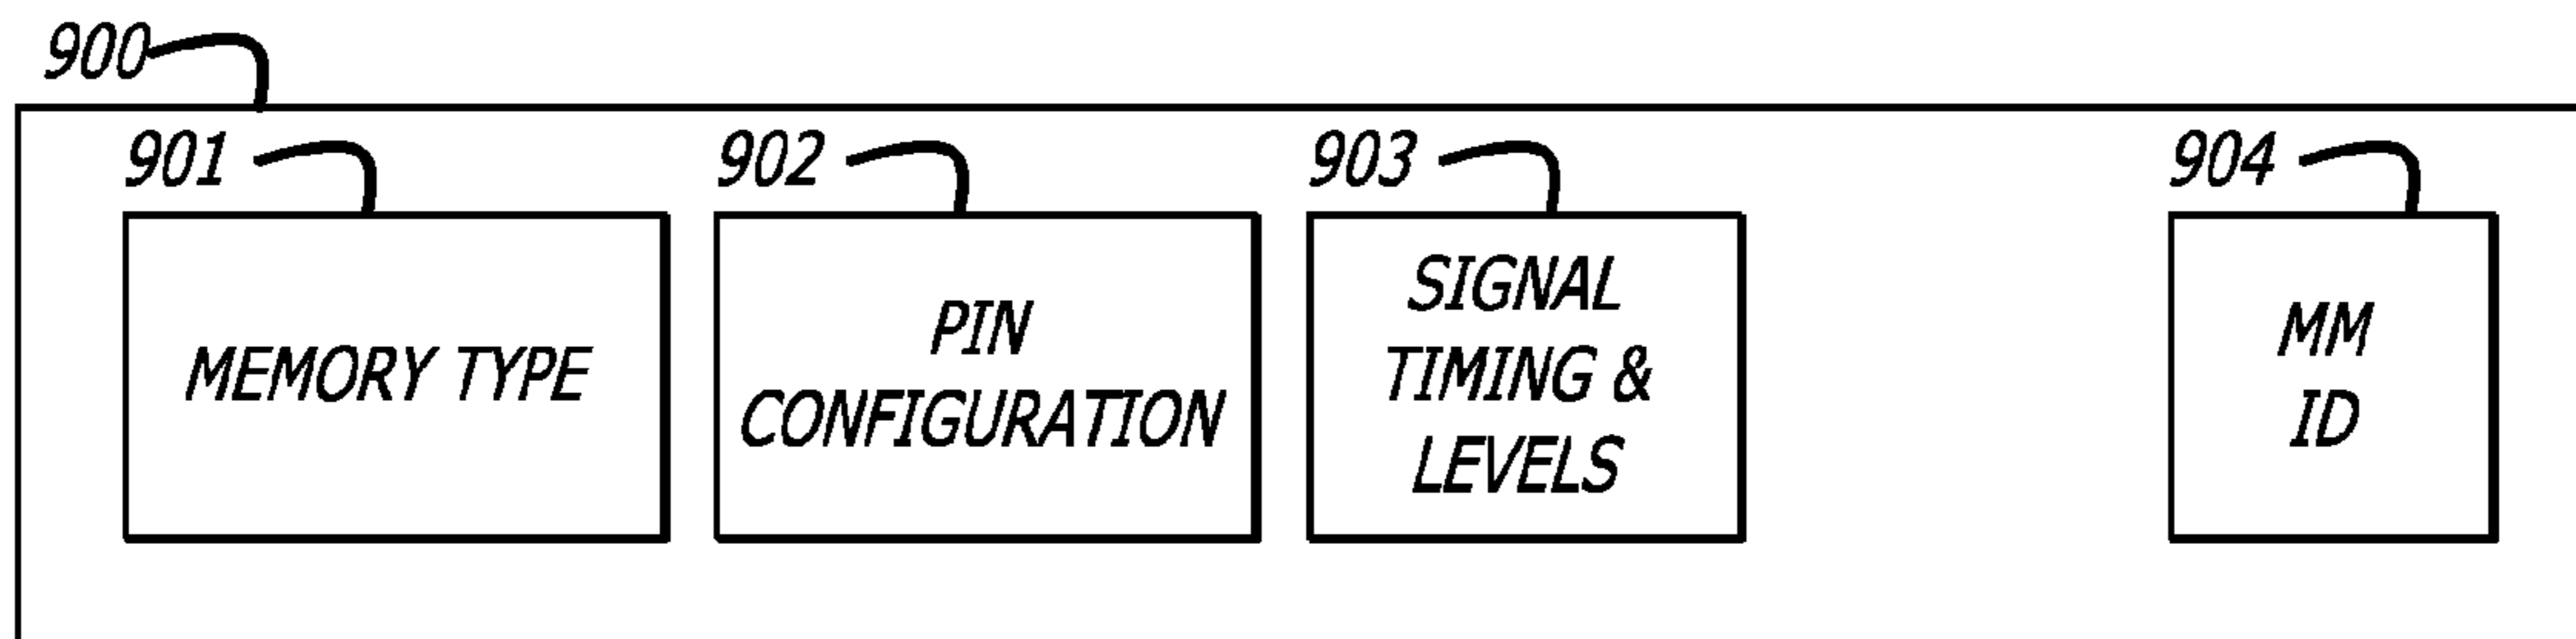 900
901
902
903
904
MEMORY TYPE
PIN
CONFIGURATION
SIGNAL
TIMING &
LEVELS
MM
ID